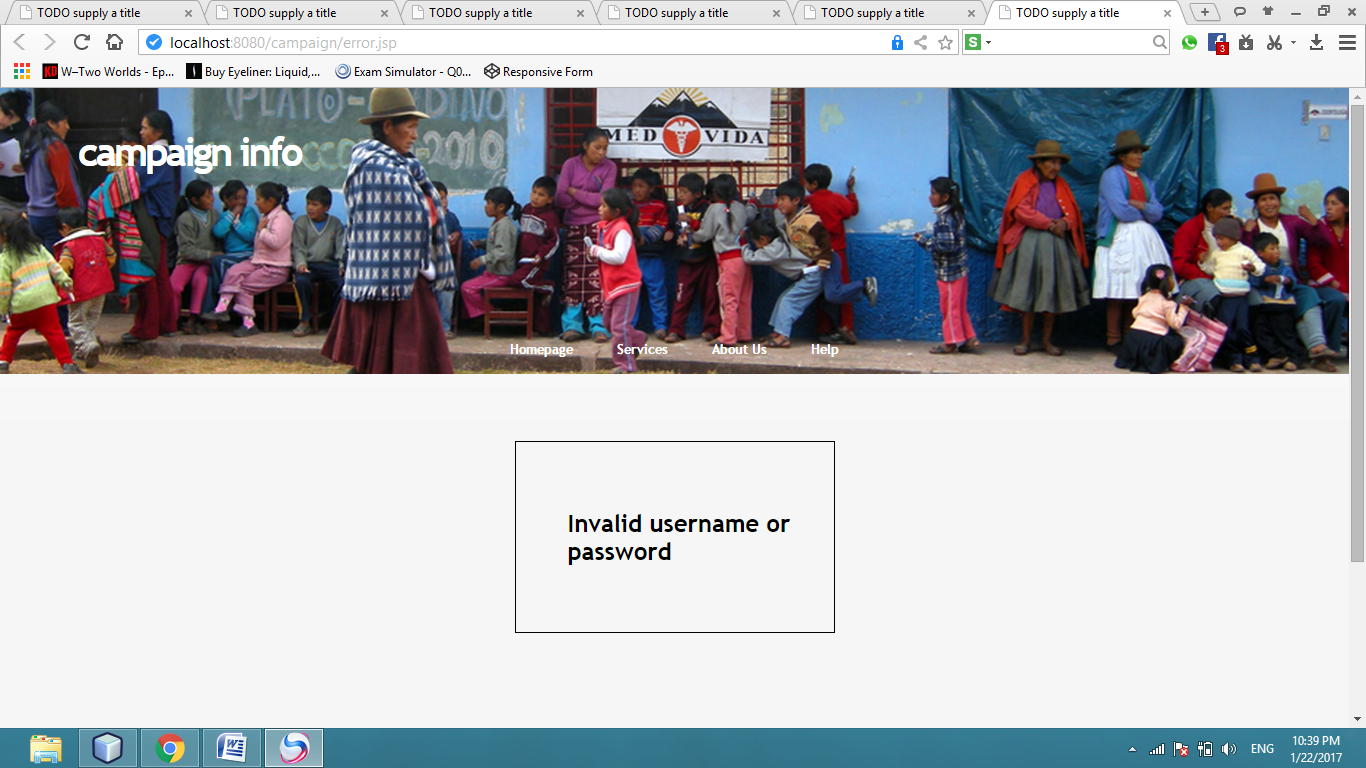 TODO supply a title
TODO supply a title
TODO supply a title
TODO supply a title
TODO supply a title
TODO supply a title
localhost:8080/campaign/error.jsp
S
3
W–Two Worlds - Ep...
Buy Eyeliner: Liquid,...
Exam Simulator - Q0...
Responsive Form
campaign info
2010
MED VIDA
Homepage
Services
About Us
Help
Invalid username or
password
ENG
10:39 PM
1/22/2017